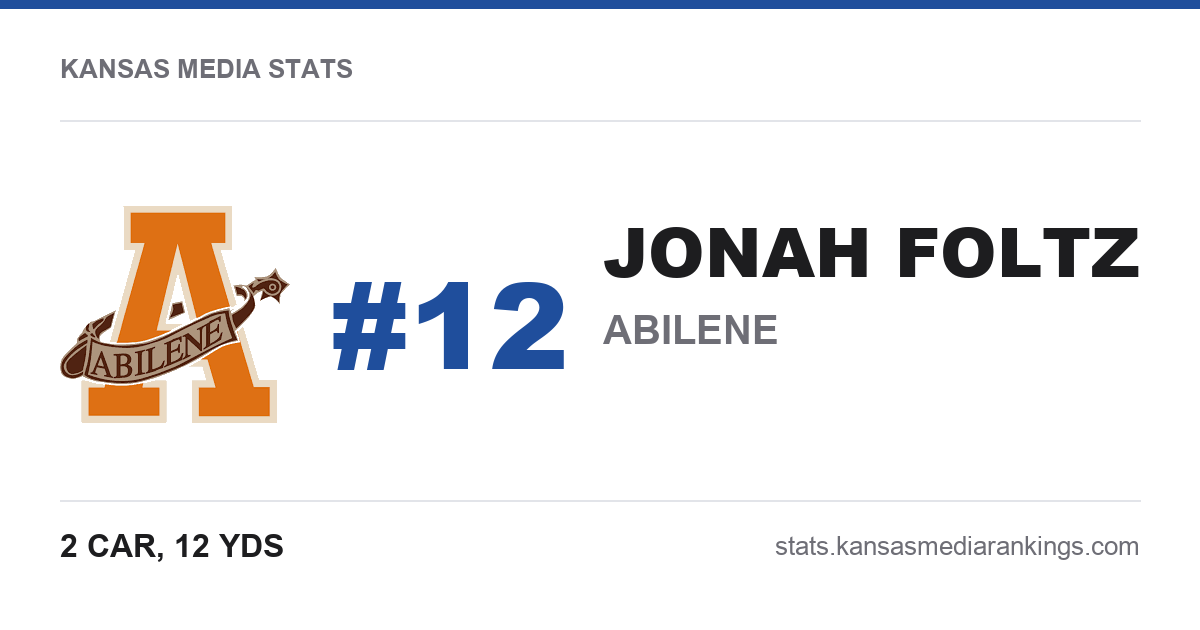 KANSAS MEDIA STATS
ABILENE
#12
JONAH FOLTZ
ABILENE
2 CAR, 12 YDS
stats.kansasmediarankings.com